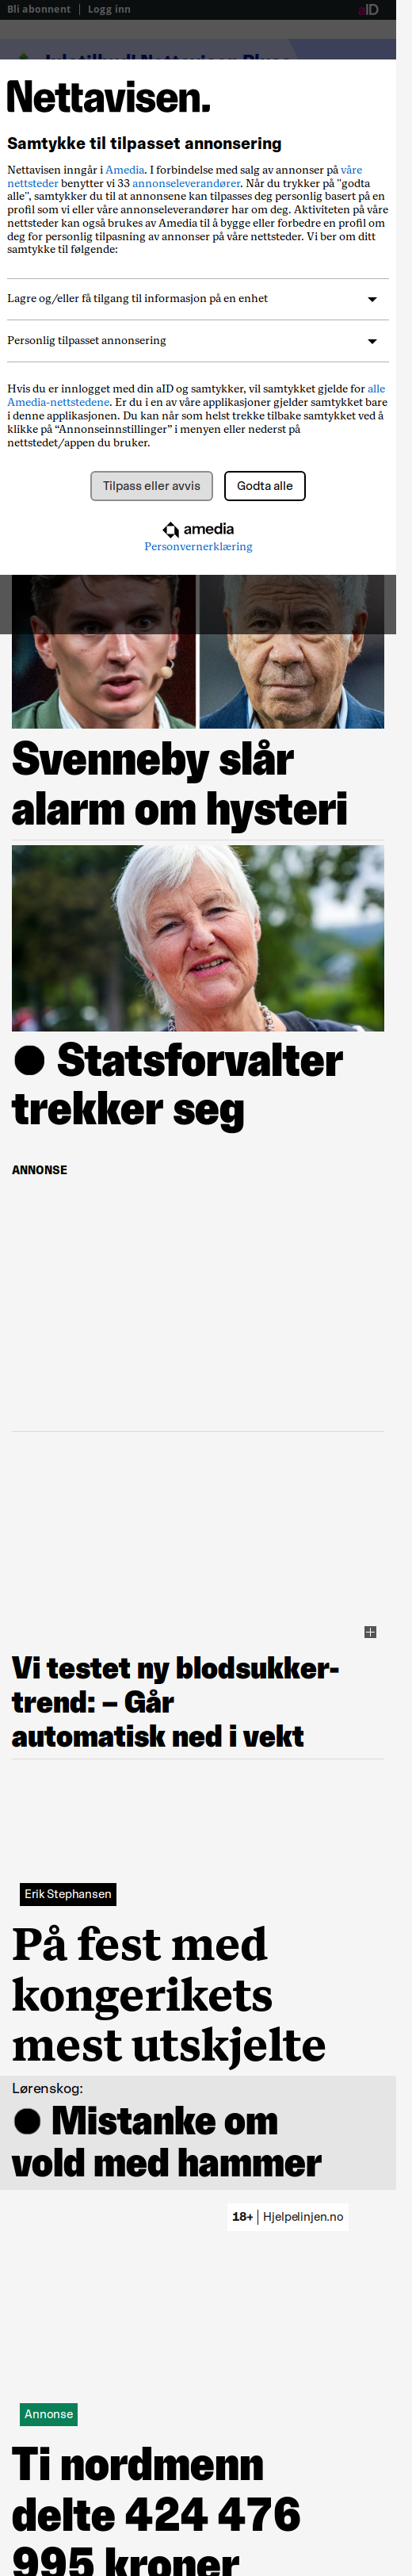 Bli abonnent | Logg inn
aID
Nettavisen.
Samtykke til tilpasset annonsering
Nettavisen inngår i Amedia. I forbindelse med salg av annonser på våre
nettsteder benytter vi 33 annonseleverandører. Når du trykker på "godta
alle", samtykker du til at annonsene kan tilpasses deg personlig basert på en
profil som vi eller våre annonseleverandører har om deg. Aktiviteten på våre
nettsteder kan også brukes av Amedia til å bygge eller forbedre en profil om
deg for personlig tilpasning av annonser på våre nettsteder. Vi ber om ditt
samtykke til følgende:
Lagre og/eller få tilgang til informasjon på en enhet
Personlig tilpasset annonsering
Hvis du er innlogget med din aID og samtykker, vil samtykket gjelde for alle
Amedia-nettstedene. Er du i en av våre applikasjoner gjelder samtykket bare
i denne applikasjonen. Du kan når som helst trekke tilbake samtykket ved å
klikke på “Annonseinnstillinger” i menyen eller nederst på
nettstedet/appen du bruker.
Tilpass eller avvis
Godta alle
amedia
Personvernerklæring
Svenneby slår
alarm om hysteri
Statsforvalter
trekker seg
ANNONSE
Vi testet ny blodsukker-
trend: – Går
automatisk ned i vekt
Erik Stephansen
På fest med
kongerikets
mest utskjelte
Lørenskog:
Mistanke om
vold med hammer
18+ | Hjelpelinjen.no
Annonse
Ti nordmenn
delte 424 476
995 kroner